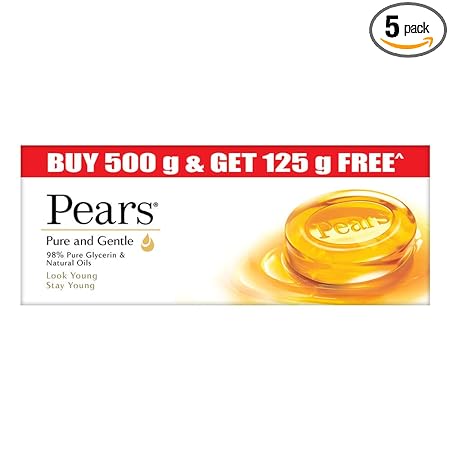 5 pack
BUY 500 g & GET 125 g FREE^
Pears®
Pure and Gentle
98% Pure Glycerin &
Natural Oils
Look Young
Stay Young
Pears